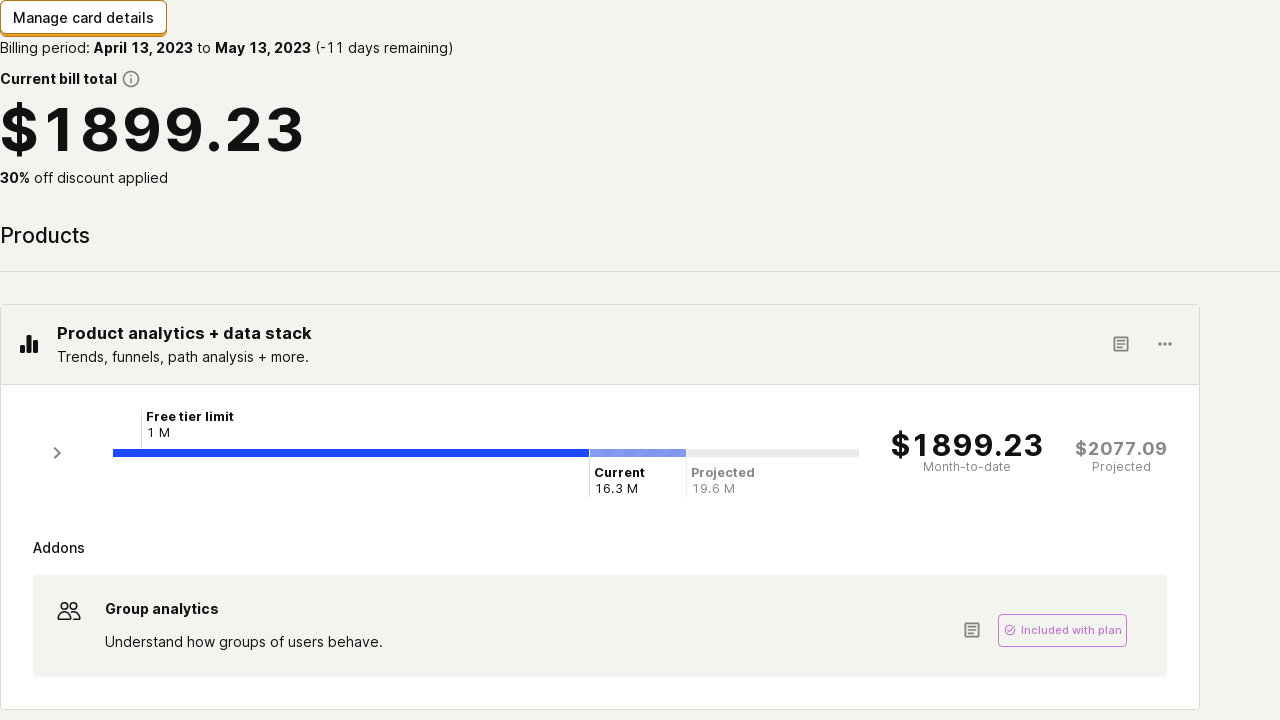 Manage card details
Billing period: April 13, 2023 to May 13, 2023 (-11 days remaining)
Current bill total
$1899.23
30% off discount applied
Products
Product analytics + data stack
Trends, funnels, path analysis + more.
Free tier limit
1 M
Current
16.3 M
Projected
19.6 M
$1899.23
Month-to-date
$2077.09
Projected
Addons
Group analytics
Understand how groups of users behave.
Included with plan